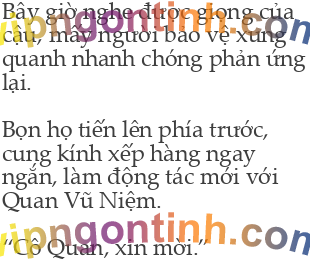 Bây giờ nghe được giọng của
cậu, mấy người bảo vệ xung
quanh nhanh chóng phản ứng
lại.
Bọn họ tiến lên phía trước,
cung kính xếp hàng ngay
ngắn, làm động tác mời với
Quan Vũ Niệm.
“Cô Quan, xin mời.”
vipngontinh.com
vipngontinh.com